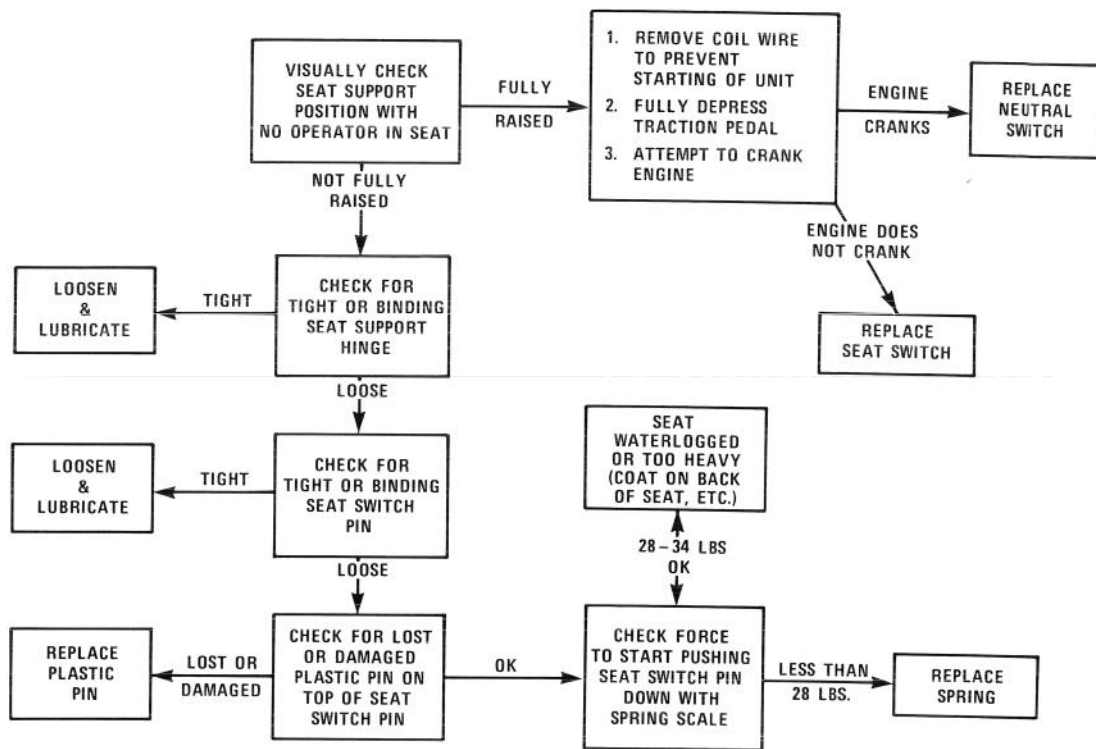 VISUALLY CHECK
SEAT SUPPORT
POSITION WITH
NO OPERATOR IN SEAT
FULLY
RAISED
1. REMOVE COIL WIRE
TO PREVENT
STARTING OF UNIT
2. FULLY DEPRESS
TRACTION PEDAL
3. ATTEMPT TO CRANK
ENGINE
ENGINE
CRANKS
REPLACE
NEUTRAL
SWITCH
NOT FULLY
RAISED
ENGINE DOES
NOT CRANK
REPLACE
SEAT SWITCH
LOOSEN
&
LUBRICATE
TIGHT
CHECK FOR
TIGHT OR BINDING
SEAT SUPPORT
HINGE
LOOSE
LOOSEN
&
LUBRICATE
TIGHT
CHECK FOR
TIGHT OR BINDING
SEAT SWITCH
PIN
SEAT
WATERLOGGED
OR TOO HEAVY
(COAT ON BACK
OF SEAT, ETC.)
LOOSE
28–34 LBS
OK
REPLACE
PLASTIC
PIN
LOST OR
DAMAGED
CHECK FOR LOST
OR DAMAGED
PLASTIC PIN ON
TOP OF SEAT
SWITCH PIN
OK
CHECK FORCE
TO START PUSHING
SEAT SWITCH PIN
DOWN WITH
SPRING SCALE
LESS THAN
28 LBS.
REPLACE
SPRING